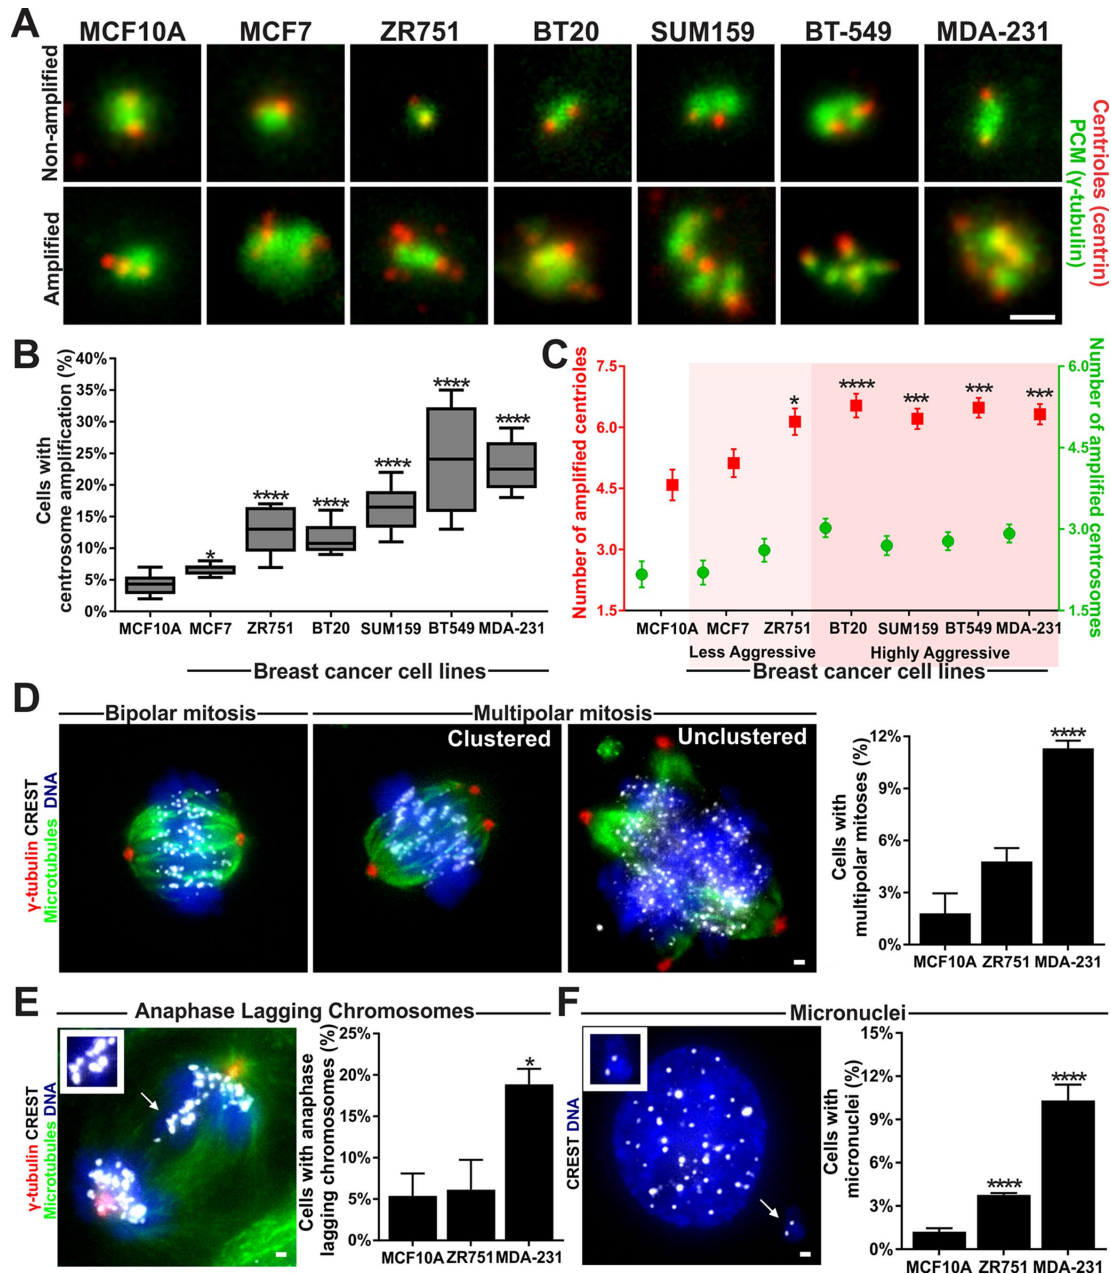 A
MCF10A MCF7 ZR751 BT20 SUM159 BT-549 MDA-231
Non-amplified
Amplified
Centrioles (centrin)
PCM (γ-tubulin)
B
Cells with
centrosome amplification (%)
40%
35%
30%
25%
20%
15%
10%
5%
0%
* **** **** **** **** ****
MCF10A MCF7 ZR751 BT20 SUM159 BT549 MDA-231
Breast cancer cell lines
C
Number of amplified centrioles
7.5
6.0
4.5
3.0
1.5
* **** *** *** ***
Number of amplified centrosomes
6.0
4.5
3.0
1.5
MCF10A MCF7 ZR751 BT20 SUM159 BT549 MDA-231
Less Aggressive Highly Aggressive
Breast cancer cell lines
D
Bipolar mitosis Multipolar mitosis
Clustered Unclustered
γ-tubulin CREST
Microtubules DNA
Cells with
multipolar mitoses (%)
12%
9%
6%
3%
0%
****
MCF10A ZR751 MDA-231
E
Anaphase Lagging Chromosomes
γ-tubulin CREST
Microtubules DNA
Cells with anaphase
lagging chromosomes (%)
25%
20%
15%
10%
5%
0%
*
MCF10A ZR751 MDA-231
F
Micronuclei
CREST DNA
Cells with
micronuclei (%)
15%
12%
9%
6%
3%
0%
**** ****
MCF10A ZR751 MDA-231